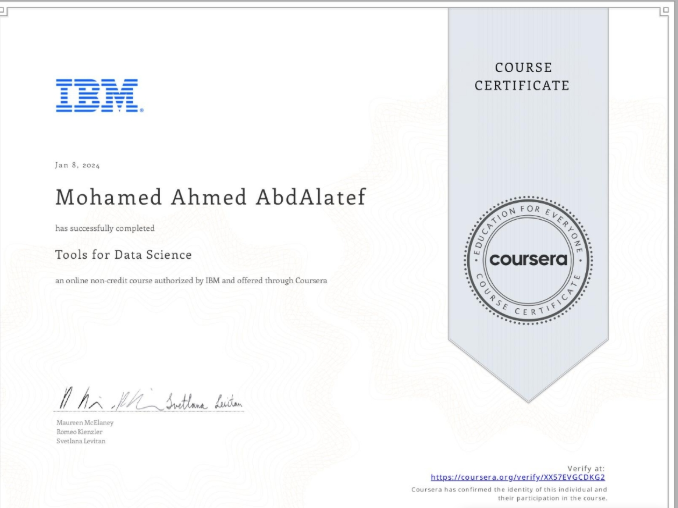 COURSE
CERTIFICATE
IBM
Jan 8, 2024
Mohamed Ahmed AbdAlatef
has successfully completed
Tools for Data Science
an online non-credit course authorized by IBM and offered through Coursera
EDUCATION FOR EVERYONE
coursera
COURSE CERTIFICATE
Svetlana Levitan
Maureen McElaney
Romeo Kienzler
Svetlana Levitan
Verify at:
https://coursera.org/verify/XX57EVGCDKG2
Coursera has confirmed the identity of this individual and
their participation in the course.